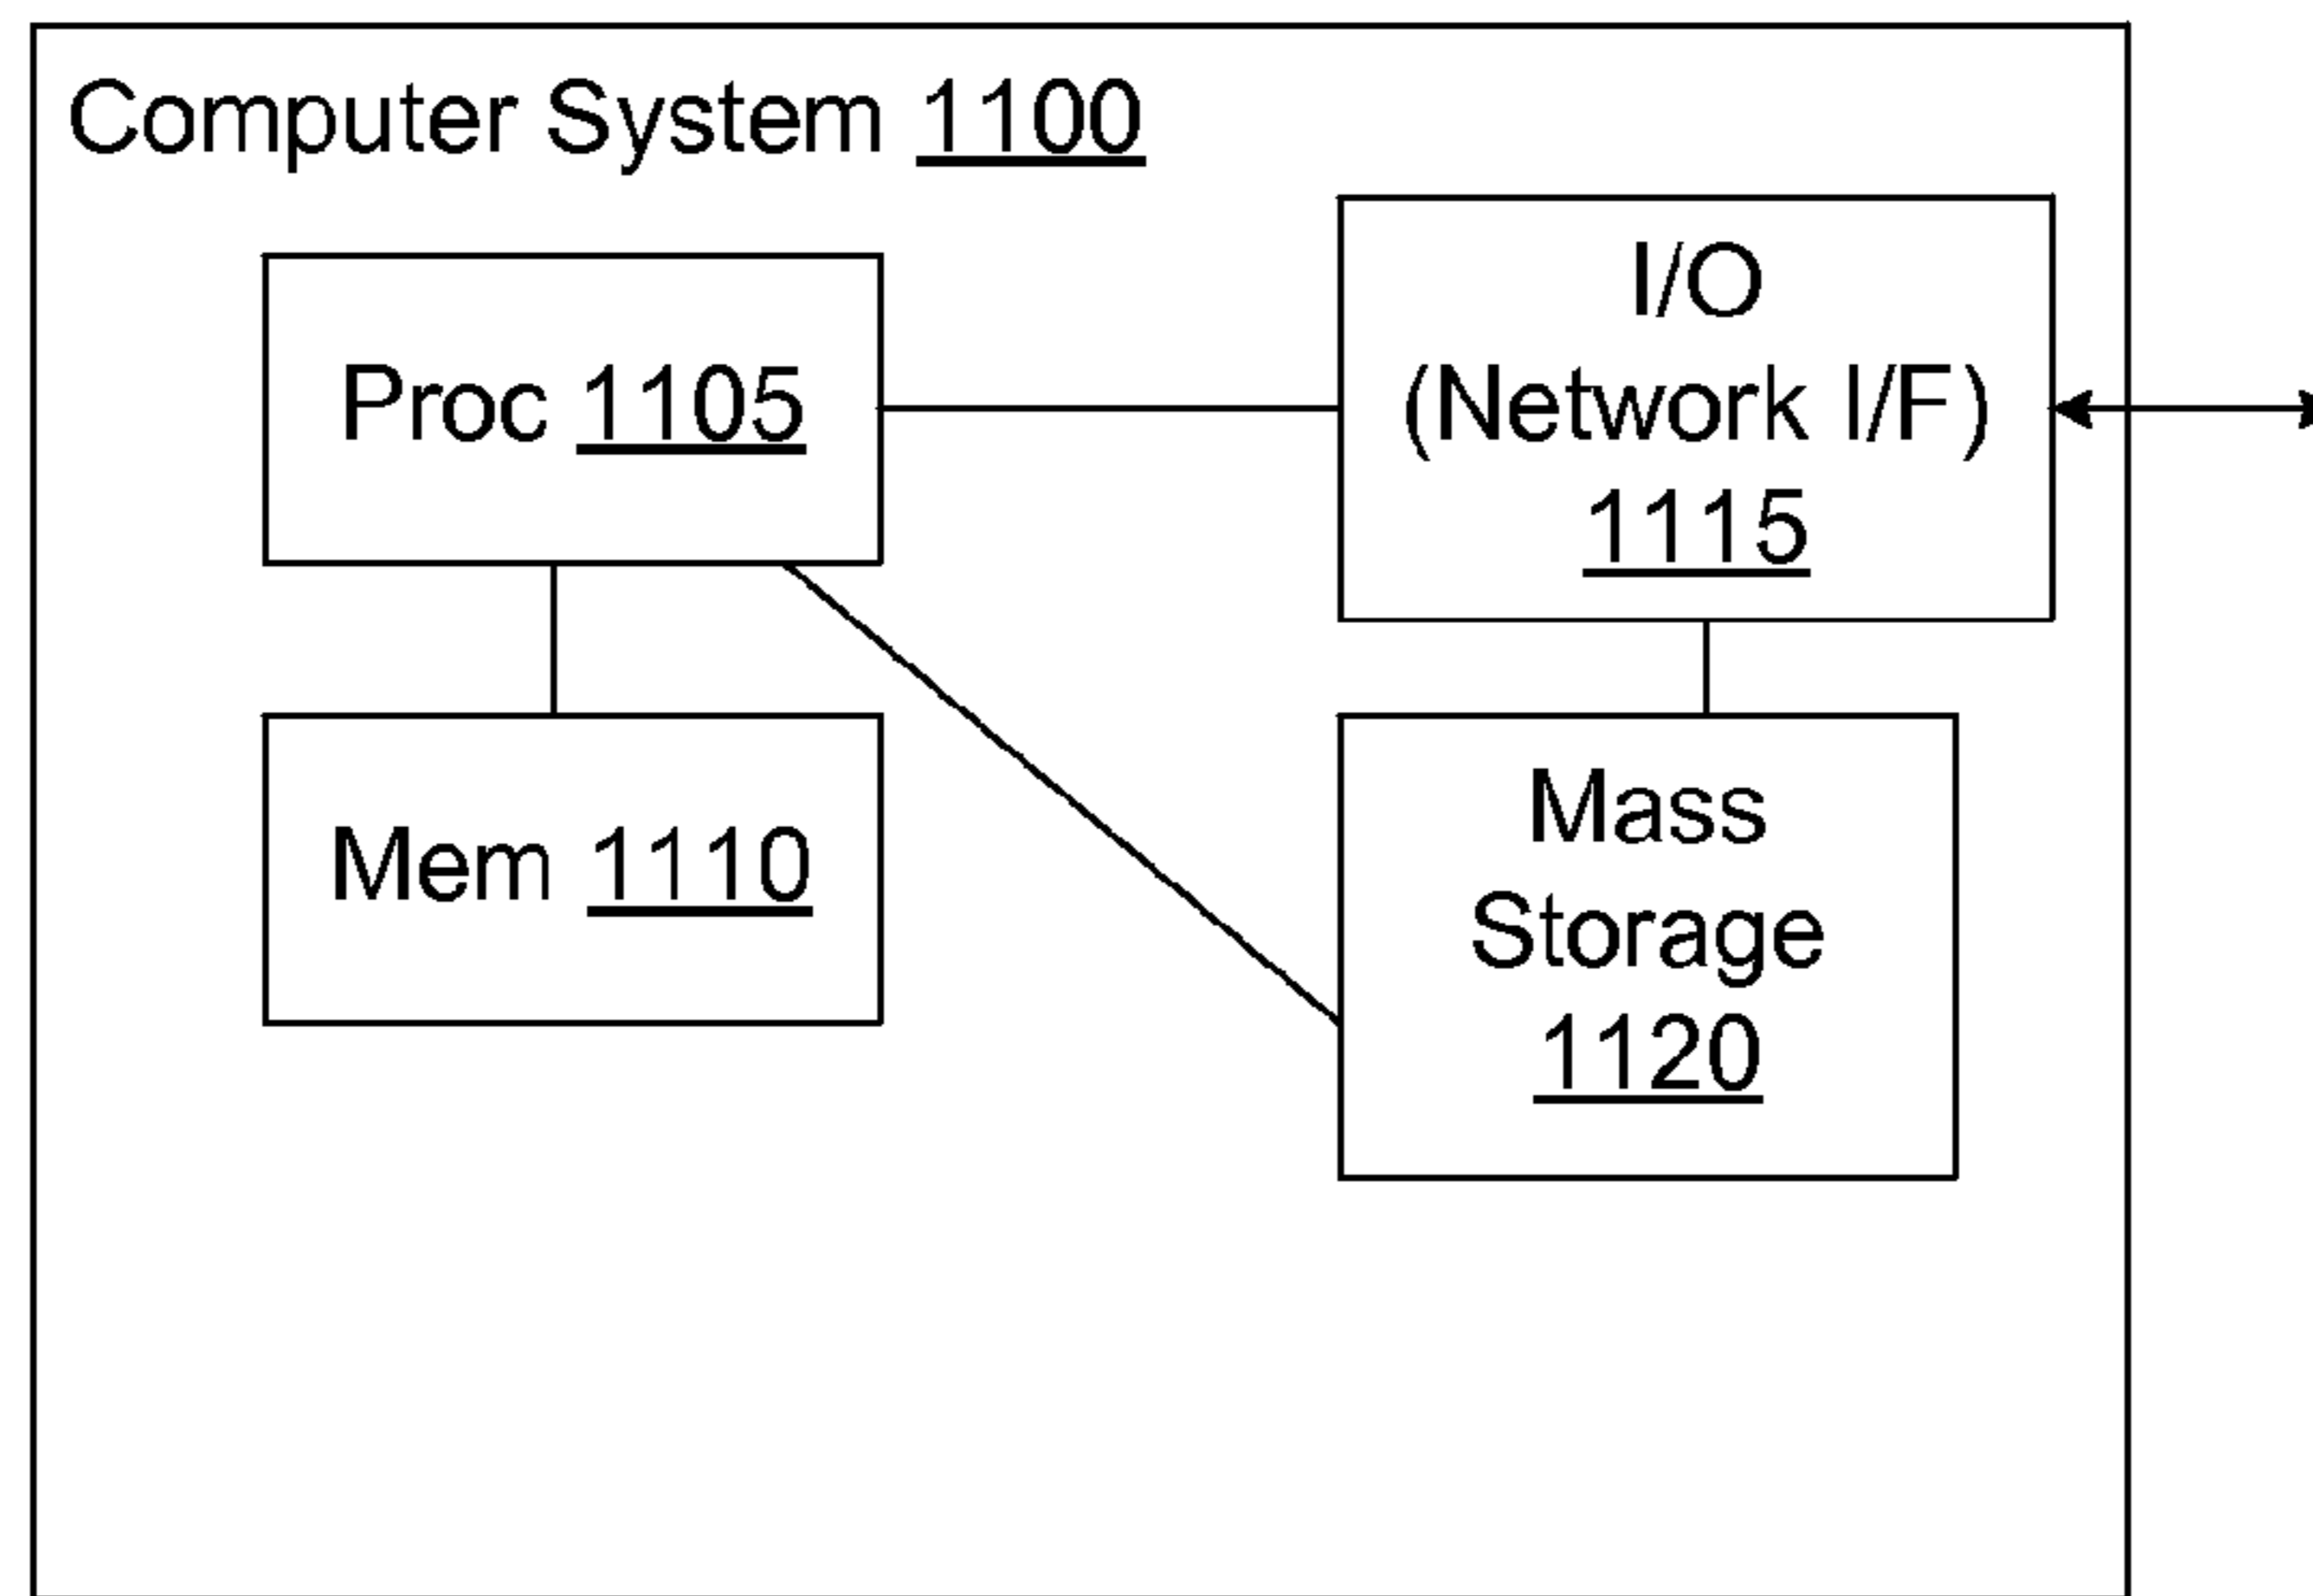 Computer System 1100
Proc 1105
I/O
(Network I/F)
1115
Mem 1110
Mass
Storage
1120